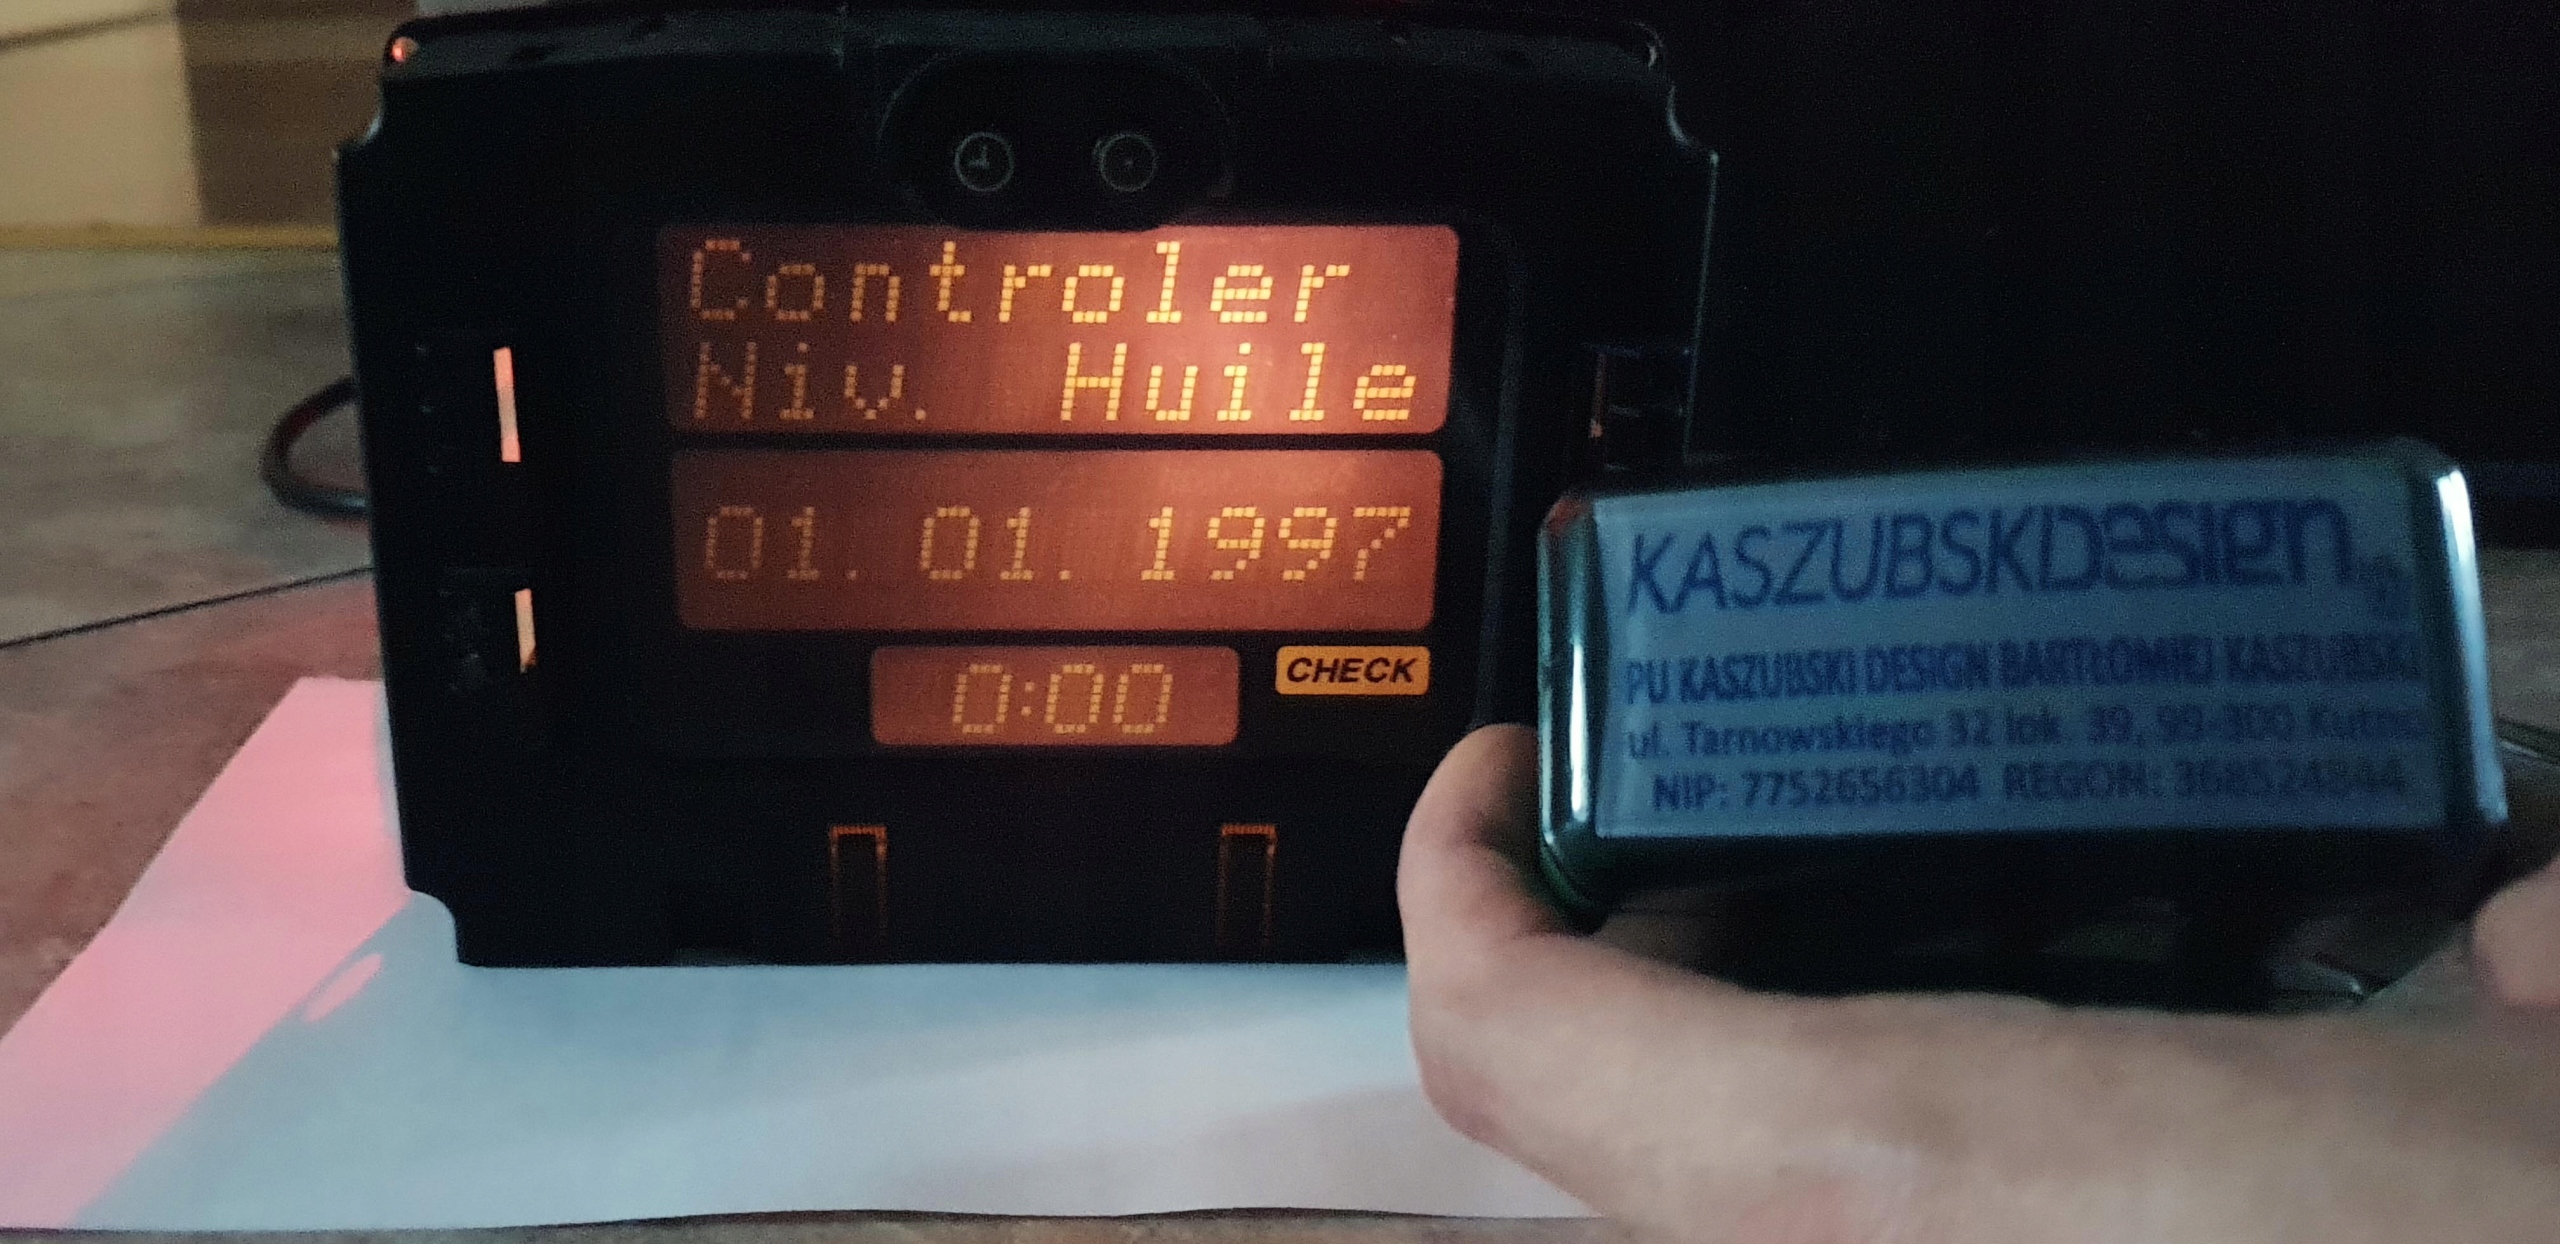 Controler
Niv. Huile
01. 01. 1997
0:00
CHECK
KASZUBSKIDesign
PU KASZUBSKI DESIGN BARTŁOMIEJ KASZUBSKI
ul. Tarnowskiego 32 lok. 39, 99-300 Kutno
NIP: 7752656304 REGON: 368524844